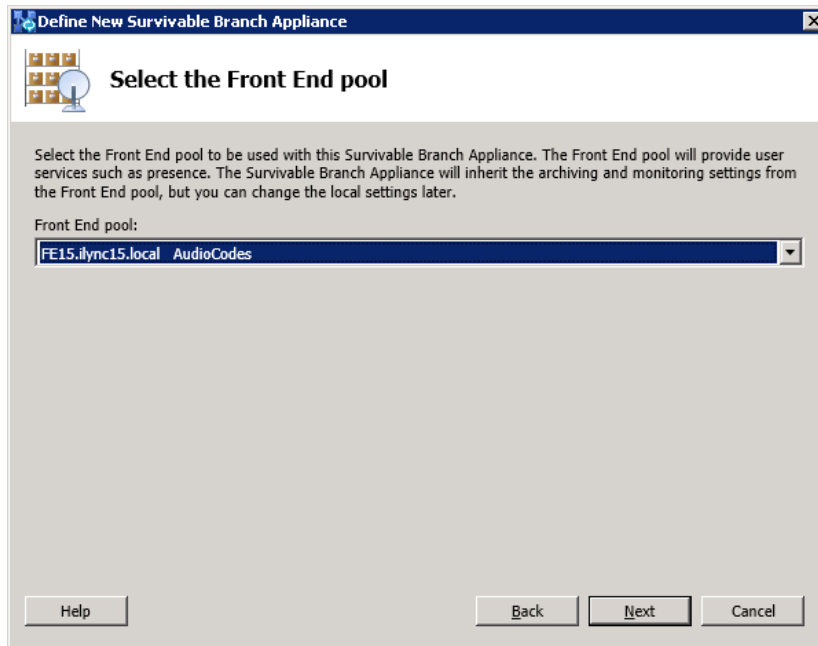 Define New Survivable Branch Appliance
Select the Front End pool
Select the Front End pool to be used with this Survivable Branch Appliance. The Front End pool will provide user
services such as presence. The Survivable Branch Appliance will inherit the archiving and monitoring settings from
the Front End pool, but you can change the local settings later.
Front End pool:
FE15.ilync15.local AudioCodes
Help Back Next Cancel